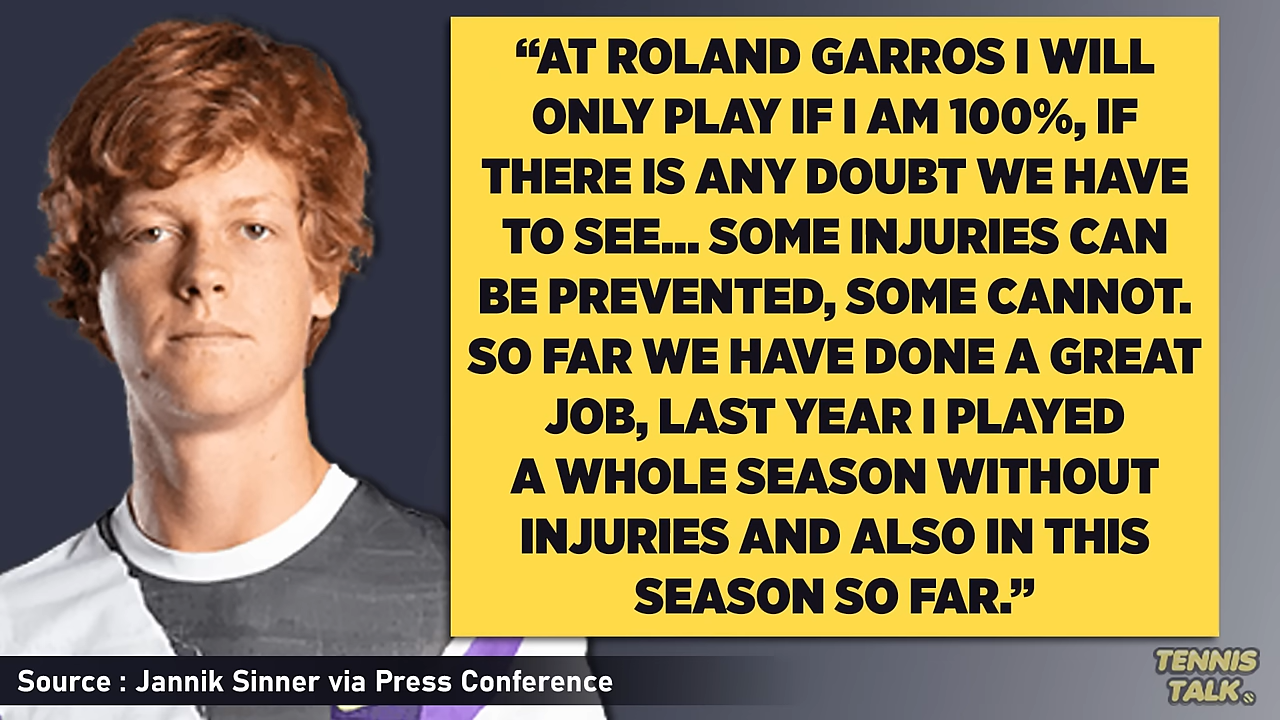 “AT ROLAND GARROS I WILL
ONLY PLAY IF I AM 100%, IF
THERE IS ANY DOUBT WE HAVE
TO SEE... SOME INJURIES CAN
BE PREVENTED, SOME CANNOT.
SO FAR WE HAVE DONE A GREAT
JOB, LAST YEAR I PLAYED
A WHOLE SEASON WITHOUT
INJURIES AND ALSO IN THIS
SEASON SO FAR.”
Source : Jannik Sinner via Press Conference
TENNIS
TALK